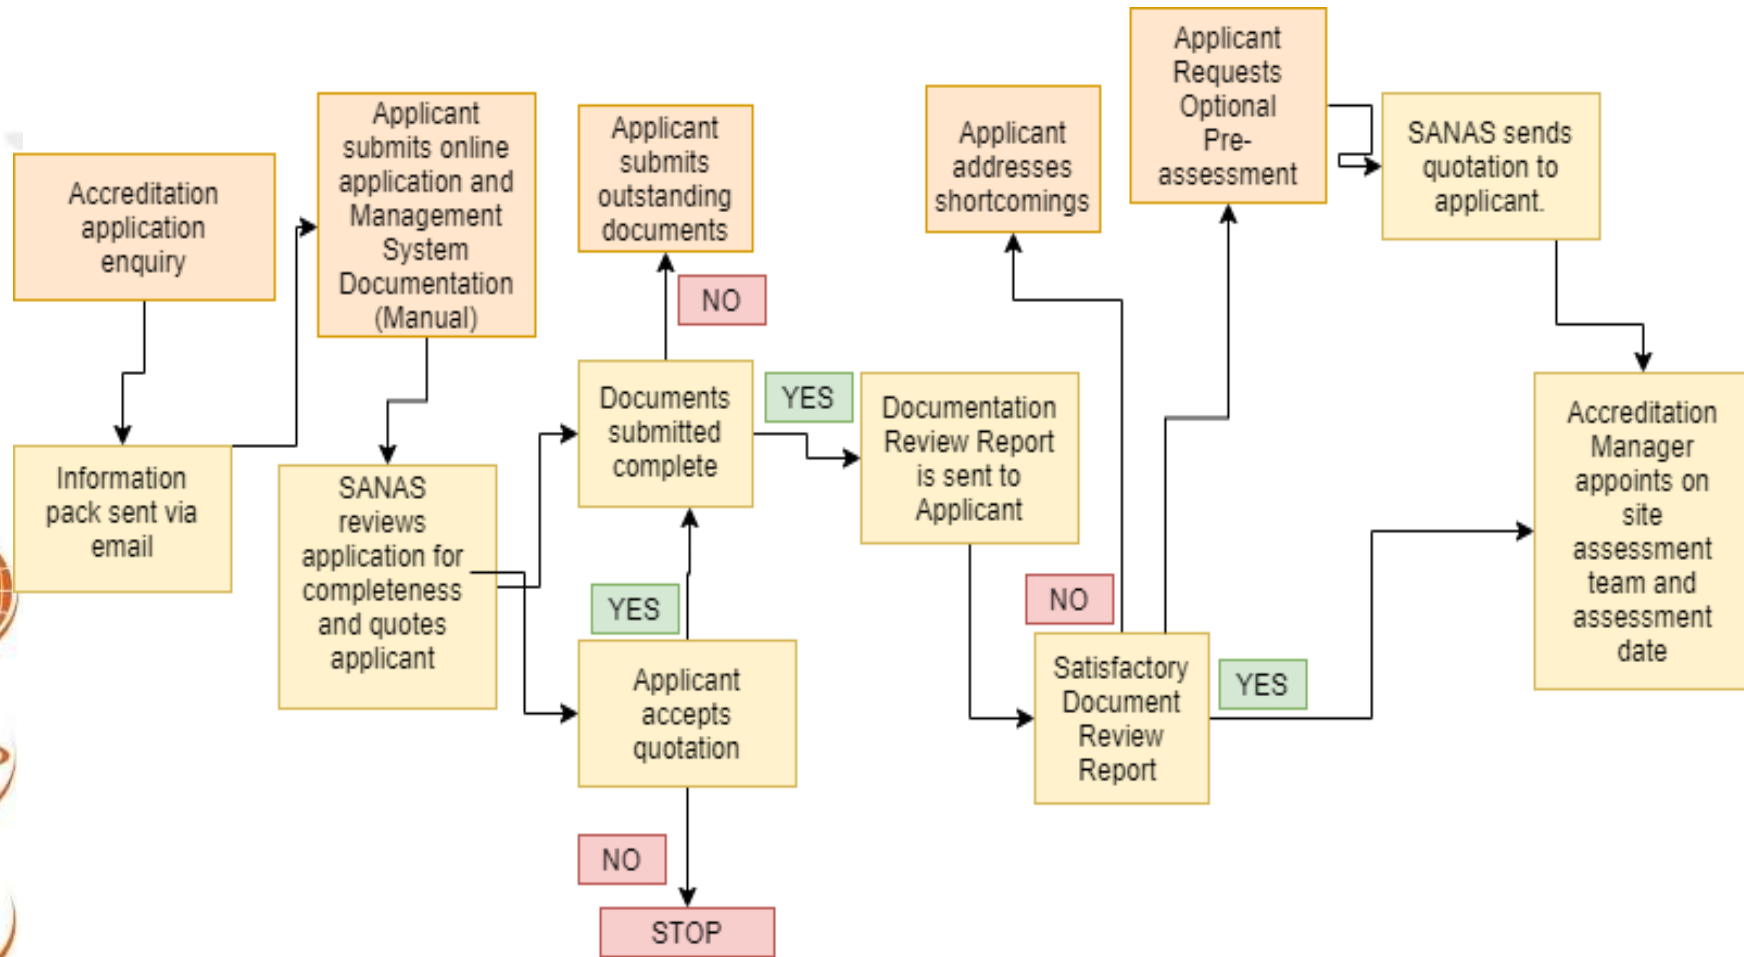 Accreditation
application
enquiry
Information
pack sent via
email
Applicant
submits online
application and
Management
System
Documentation
(Manual)
SANAS
reviews
application for
completeness
and quotes
applicant
Applicant
submits
outstanding
documents
NO
Documents
submitted
complete
YES
YES
Applicant
accepts
quotation
NO
STOP
Documentation
Review Report
is sent to
Applicant
Applicant
addresses
shortcomings
NO
Satisfactory
Document
Review
Report
YES
Applicant
Requests
Optional
Pre-
assessment
SANAS sends
quotation to
applicant.
Accreditation
Manager
appoints on
site
assessment
team and
assessment
date